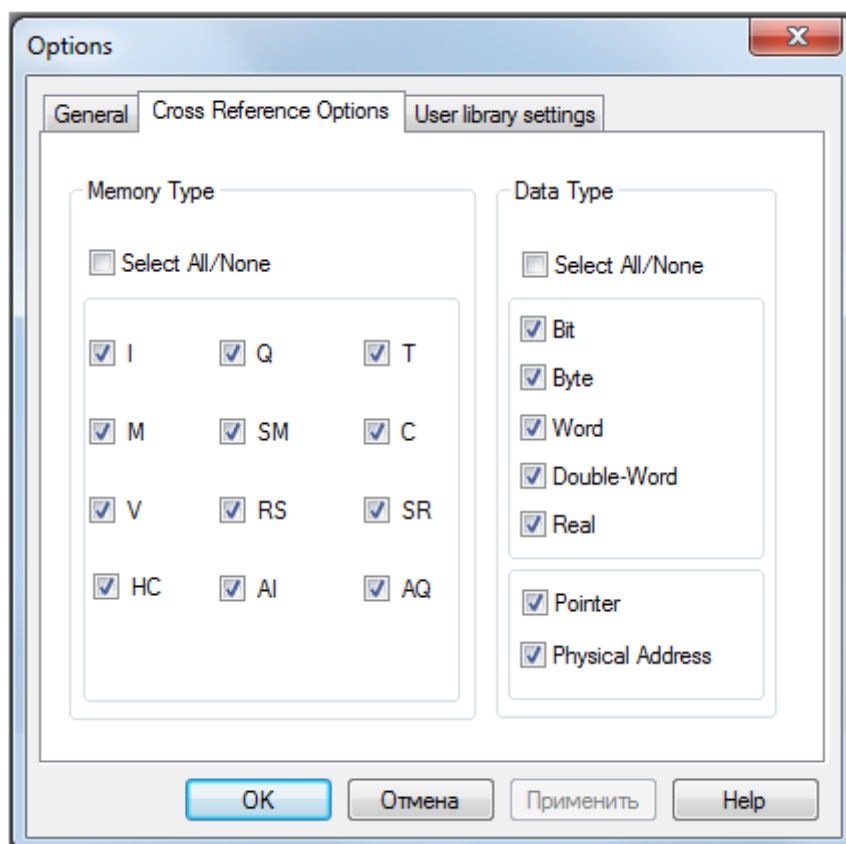 Options
General Cross Reference Options User library settings
Memory Type
Select All/None
I Q T
M SM C
V RS SR
HC AI AQ
Data Type
Select All/None
Bit
Byte
Word
Double-Word
Real
Pointer
Physical Address
OK Отмена Применить Help